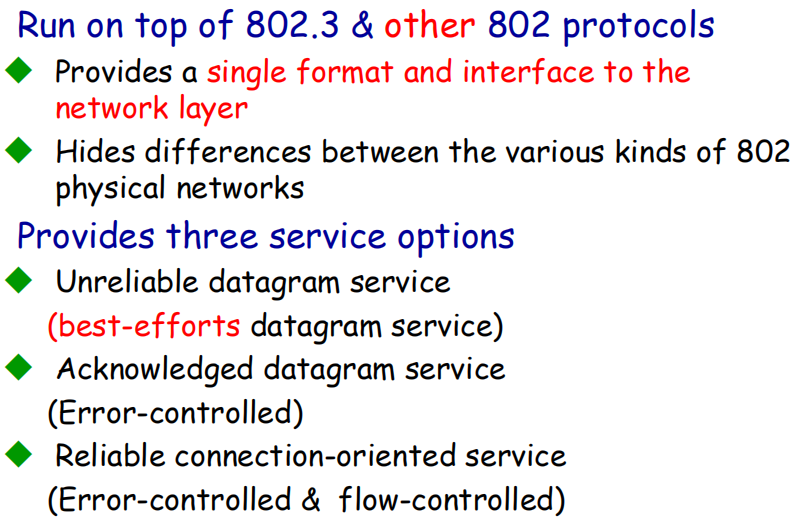 Run on top of 802.3 & other 802 protocols
Provides a single format and interface to the
network layer
Hides differences between the various kinds of 802
physical networks
Provides three service options
Unreliable datagram service
(best-efforts datagram service)
Acknowledged datagram service
(Error-controlled)
Reliable connection-oriented service
(Error-controlled & flow-controlled)